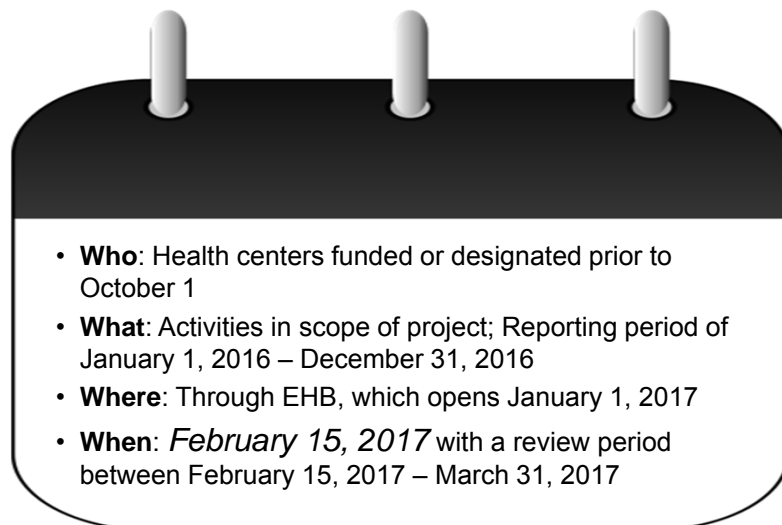 • Who: Health centers funded or designated prior to
October 1
• What: Activities in scope of project; Reporting period of
January 1, 2016 – December 31, 2016
• Where: Through EHB, which opens January 1, 2017
• When: February 15, 2017 with a review period
between February 15, 2017 – March 31, 2017